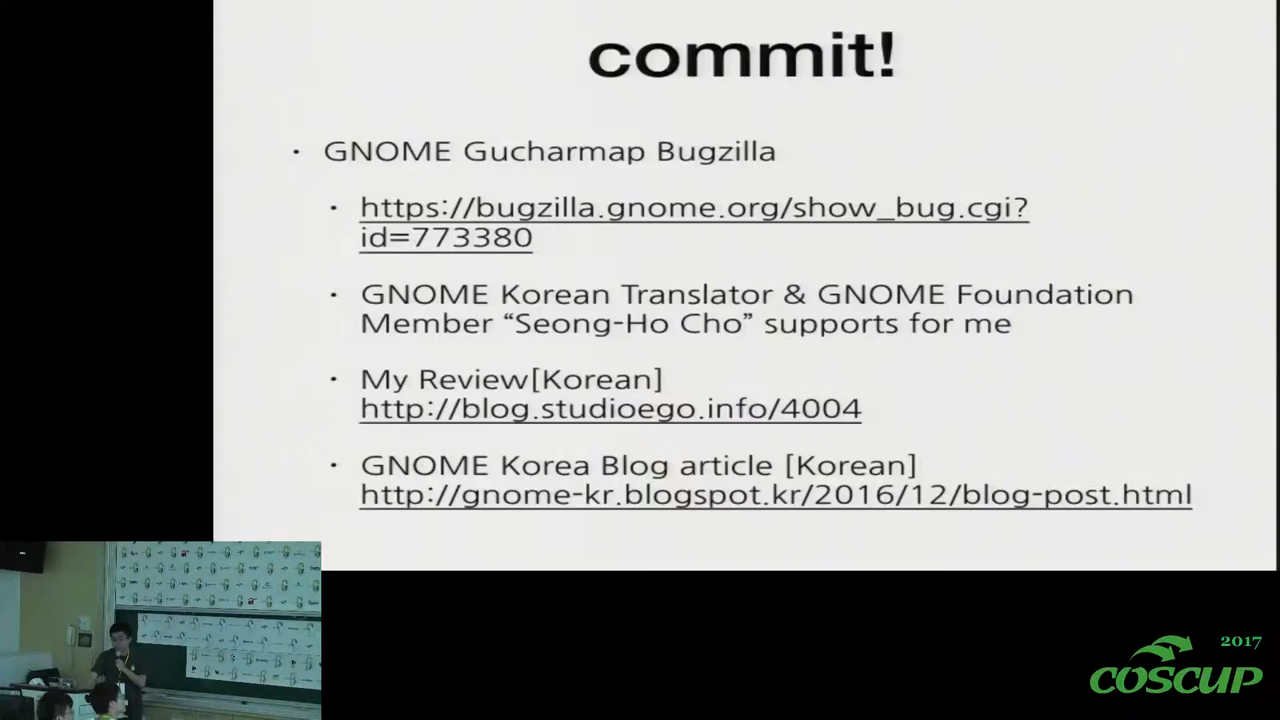 commit!
• GNOME Gucharmap Bugzilla
• https://bugzilla.gnome.org/show_bug.cgi?
id=773380
• GNOME Korean Translator & GNOME Foundation
Member “Seong-Ho Cho” supports for me
• My Review[Korean]
http://blog.studioego.info/4004
• GNOME Korea Blog article [Korean]
http://gnome-kr.blogspot.kr/2016/12/blog-post.html
2017
COSCUP